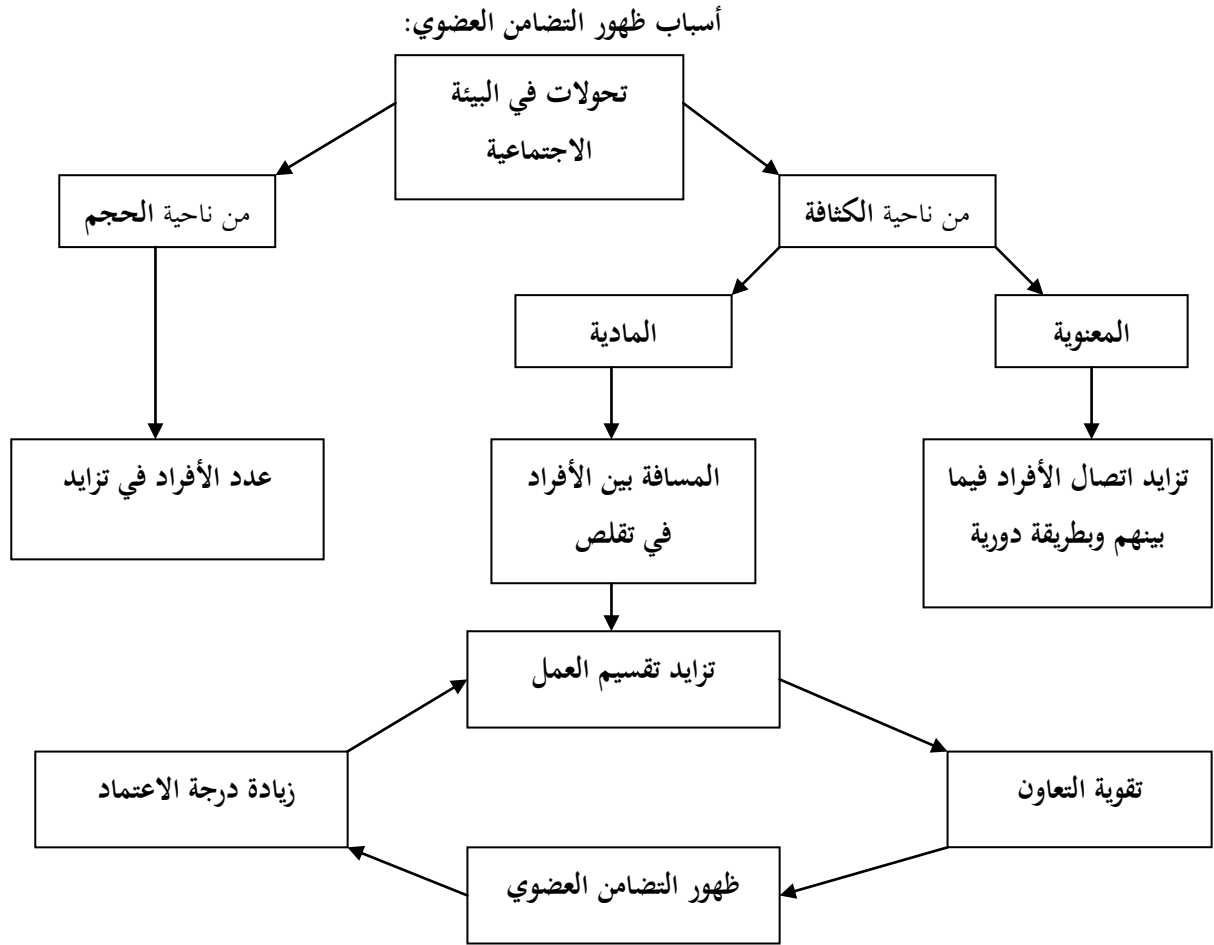 أسباب ظهور التضامن العضوي:
تحولات في البيئة
الاجتماعية
من ناحية الكثافة
من ناحية الحجم
المعنوية
المادية
تزايد اتصال الأفراد فيما
بينهم وبطريقة دورية
المسافة بين الأفراد
في تقلص
عدد الأفراد في تزايد
تزايد تقسيم العمل
تقوية التعاون
زيادة درجة الاعتماد
ظهور التضامن العضوي